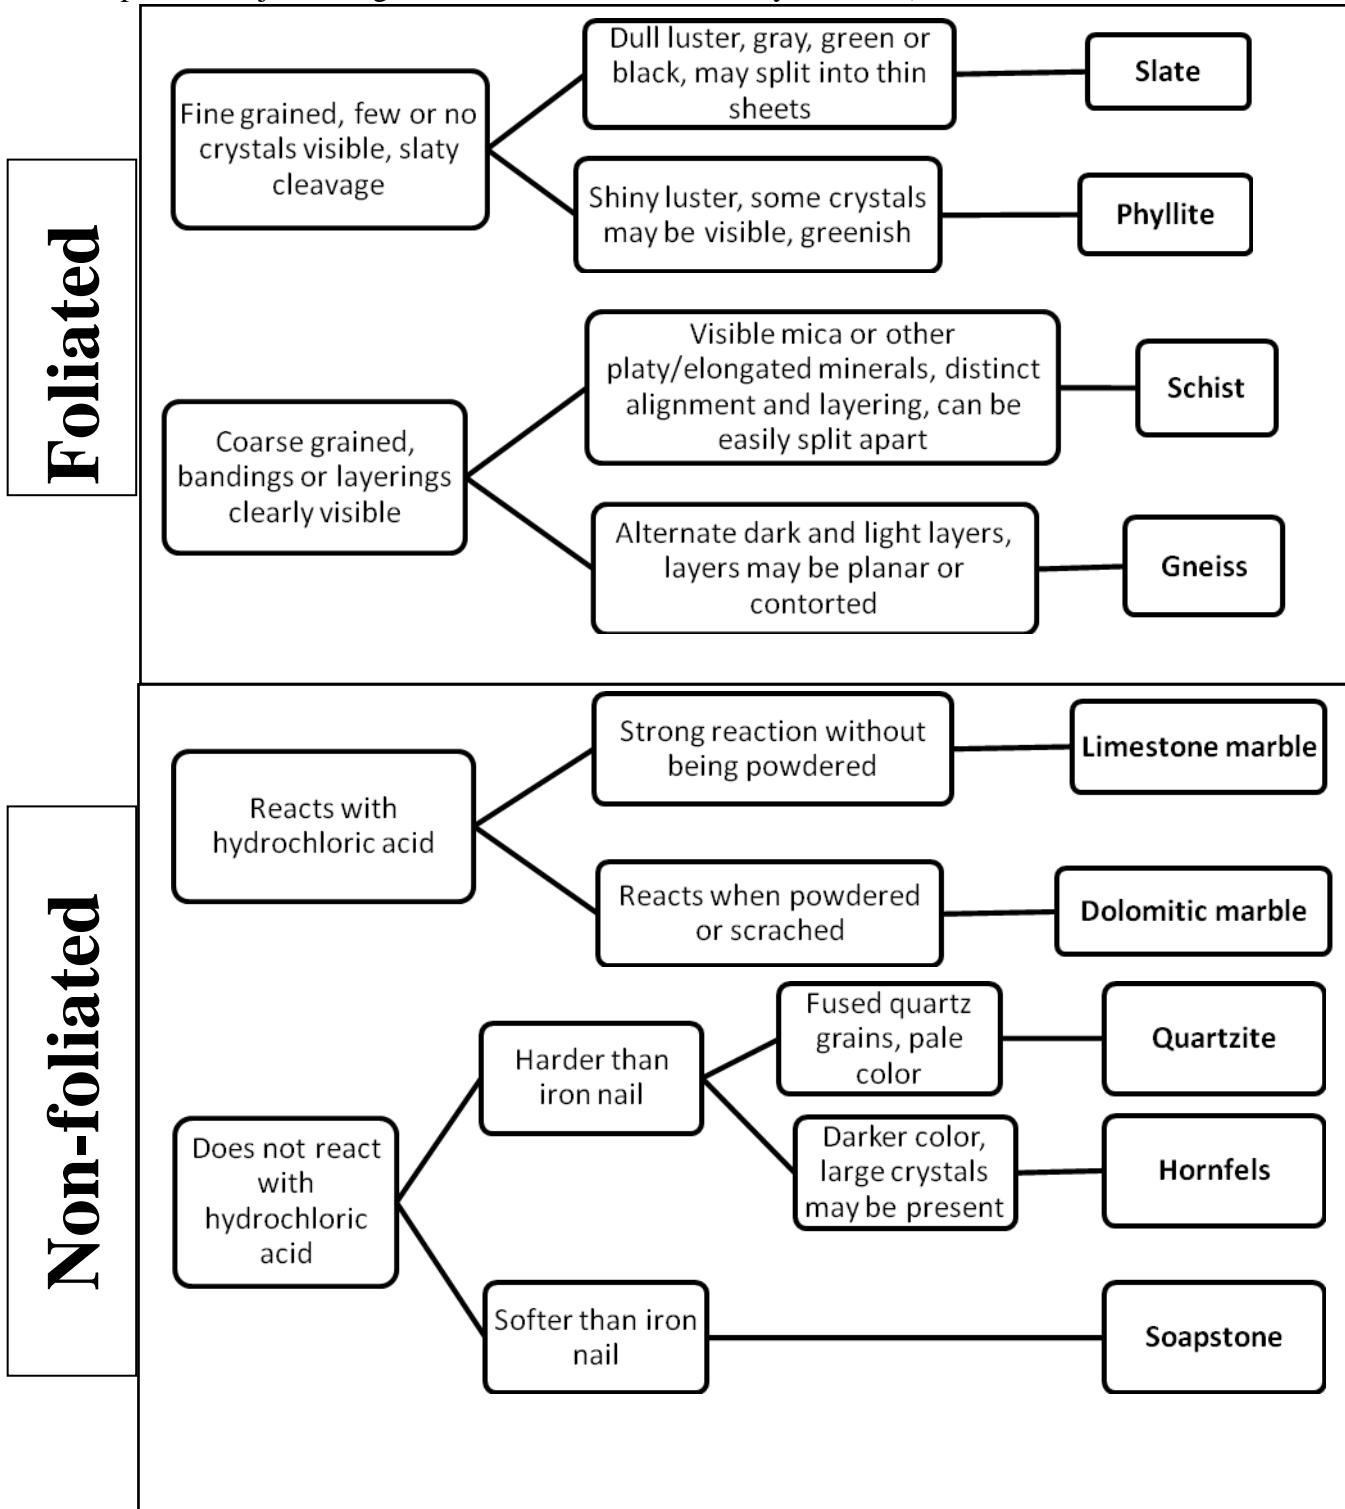 Foliated
Fine grained, few or no
crystals visible, slaty
cleavage
Dull luster, gray, green or
black, may split into thin
sheets
Slate
Shiny luster, some crystals
may be visible, greenish
Phyllite
Coarse grained,
bandings or layerings
clearly visible
Visible mica or other
platy/elongated minerals, distinct
alignment and layering, can be
easily split apart
Schist
Alternate dark and light layers,
layers may be planar or
contorted
Gneiss
Non-foliated
Reacts with
hydrochloric acid
Strong reaction without
being powdered
Limestone marble
Reacts when powdered
or scrached
Dolomitic marble
Does not react
with
hydrochloric
acid
Harder than
iron nail
Fused quartz
grains, pale
color
Quartzite
Darker color,
large crystals
may be present
Hornfels
Softer than iron
nail
Soapstone